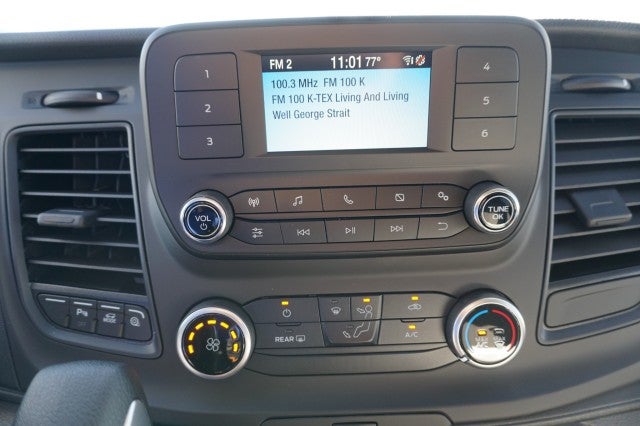 FM 2 11:01 77°
100.3 MHz FM 100 K
FM 100 K-TEX Living And Living
Well George Strait
1
2
3
4
5
6
VOL
TUNE
OK
REAR
A/C